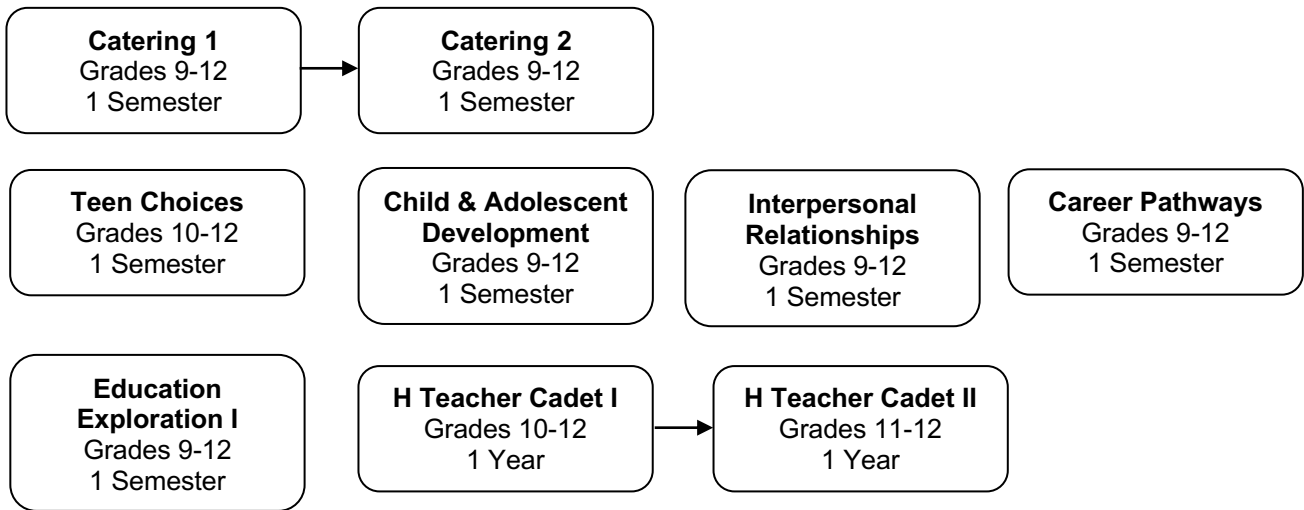 Catering 1
Grades 9-12
1 Semester
Catering 2
Grades 9-12
1 Semester
Teen Choices
Grades 10-12
1 Semester
Child & Adolescent
Development
Grades 9-12
1 Semester
Interpersonal
Relationships
Grades 9-12
1 Semester
Career Pathways
Grades 9-12
1 Semester
Education
Exploration I
Grades 9-12
1 Semester
H Teacher Cadet I
Grades 10-12
1 Year
H Teacher Cadet II
Grades 11-12
1 Year